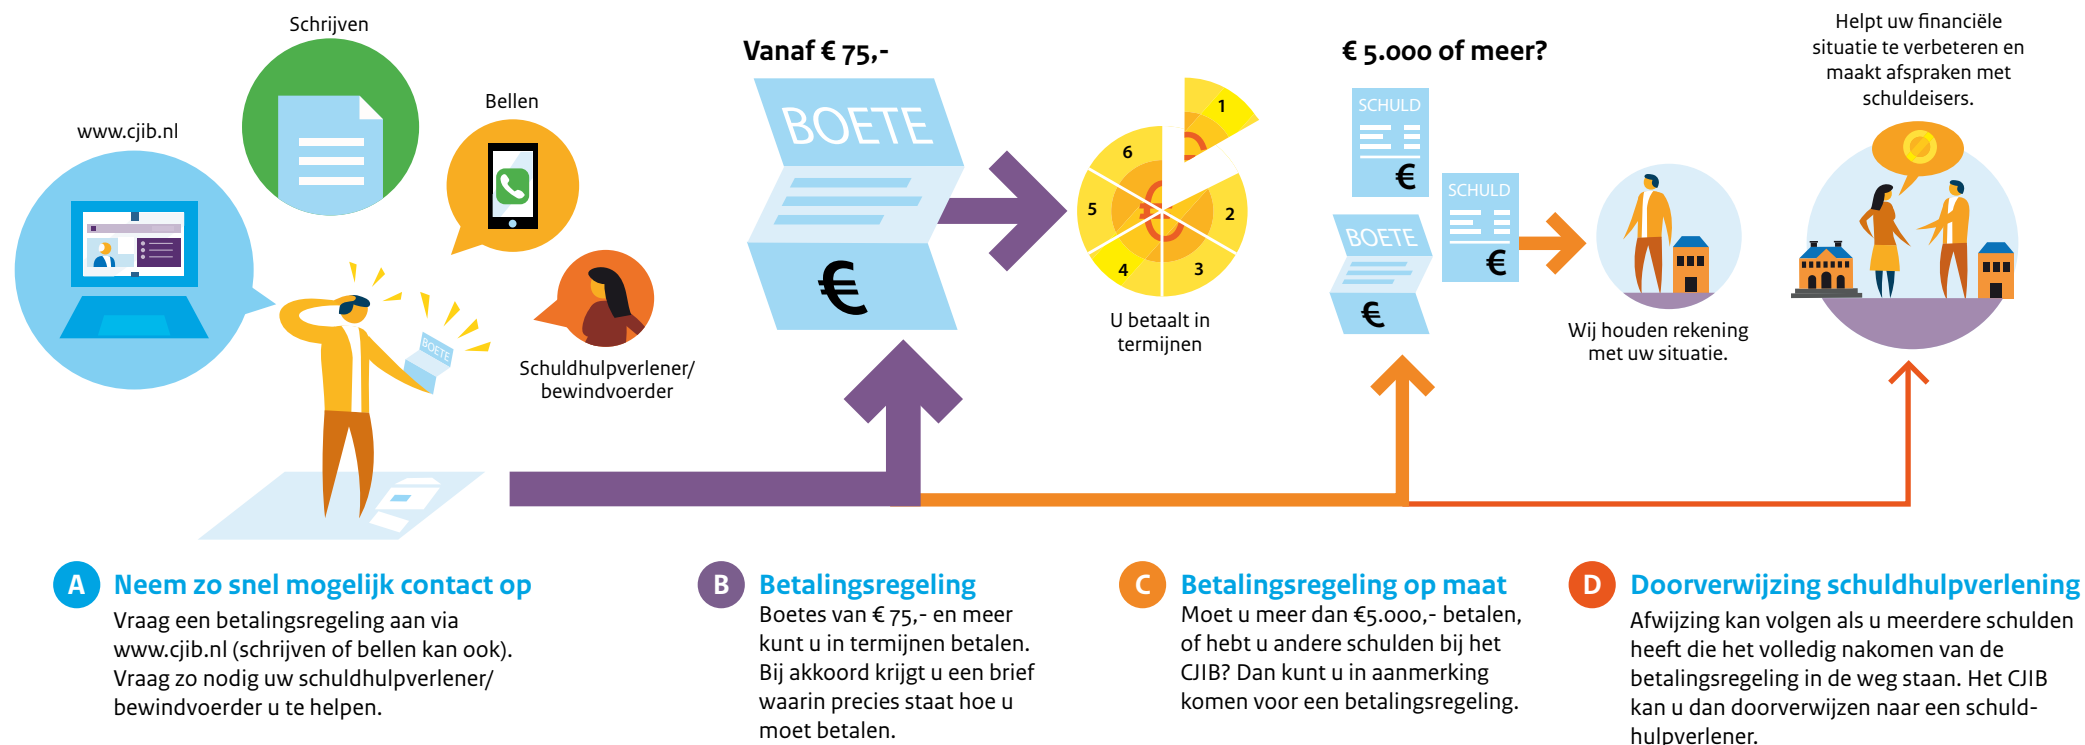 Schrijven
Bellen
www.cjib.nl
Schuldhulpverlener/
bewindvoerder
BOETE
Vanaf € 75,-
BOETE
€
1
2
3
4
5
6
€
U betaalt in
termijnen
€ 5.000 of meer?
SCHULD
€
SCHULD
€
BOETE
€
Wij houden rekening
met uw situatie.
Helpt uw financiële
situatie te verbeteren en
maakt afspraken met
schuldeisers.
A Neem zo snel mogelijk contact op
Vraag een betalingsregeling aan via
www.cjib.nl (schrijven of bellen kan ook).
Vraag zo nodig uw schuldhulpverlener/
bewindvoerder u te helpen.
B Betalingsregeling
Boetes van € 75,- en meer
kunt u in termijnen betalen.
Bij akkoord krijgt u een brief
waarin precies staat hoe u
moet betalen.
C Betalingsregeling op maat
Moet u meer dan €5.000,- betalen,
of hebt u andere schulden bij het
CJIB? Dan kunt u in aanmerking
komen voor een betalingsregeling.
D Doorverwijzing schuldhulpverlening
Afwijzing kan volgen als u meerdere schulden
heeft die het volledig nakomen van de
betalingsregeling in de weg staan. Het CJIB
kan u dan doorverwijzen naar een schuld-
hulpverlener.